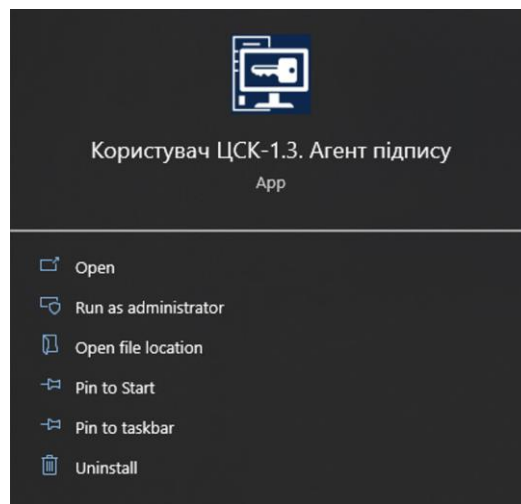 Користувач ЦСК-1.3. Агент підпису
App
Open
Run as administrator
Open file location
Pin to Start
Pin to taskbar
Uninstall